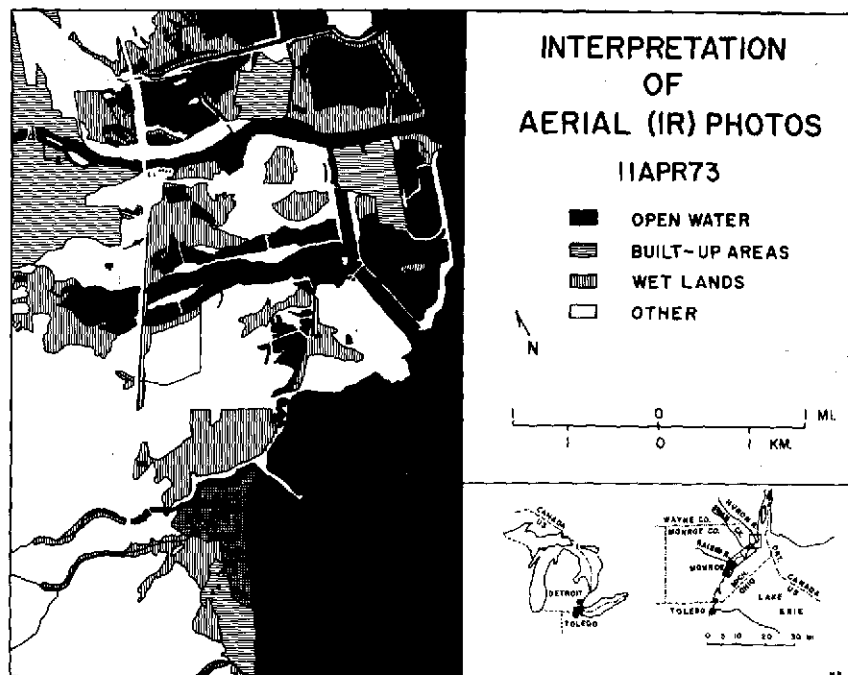 INTERPRETATION
OF
AERIAL (IR) PHOTOS
11APR73
OPEN WATER
BUILT-UP AREAS
WET LANDS
OTHER
N
1 0 1 MI.
1 0 1 KM.
CANADA
US
DETROIT
TOLEDO
HURON R.
WAYNE CO.
MONROE CO.
RAISIN R.
MONROE
DET.
MICH.
OHIO
CANADA
US
LAKE
ERIE
TOLEDO
0 5 10 20 30 MI